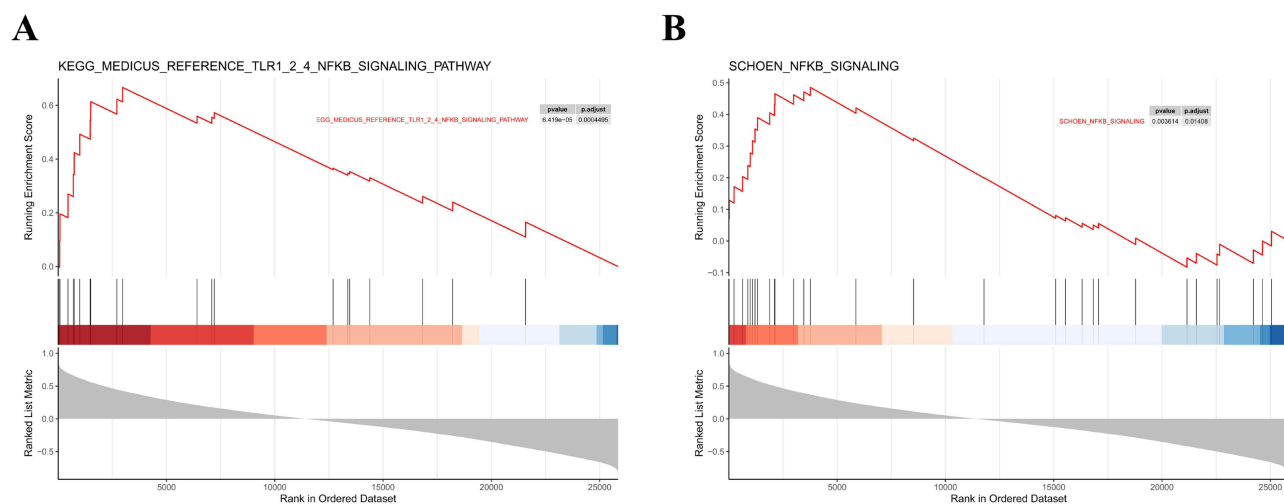 A
KEGG_MEDICUS_REFERENCE_TLR1_2_4_NFKB_SIGNALING_PATHWAY
Running Enrichment Score
0.6
0.4
0.2
0.0
pvalue p.adjust
EGG_MEDICUS_REFERENCE_TLR1_2_4_NFKB_SIGNALING_PATHWAY 6.419e−05 0.0004495
Ranked List Metric
1.0
0.5
0.0
−0.5
5000 10000 15000 20000 25000
Rank in Ordered Dataset
B
SCHOEN_NFKB_SIGNALING
Running Enrichment Score
0.5
0.4
0.3
0.2
0.1
0.0
−0.1
pvalue p.adjust
SCHOEN_NFKB_SIGNALING 0.003614 0.01408
Ranked List Metric
1.0
0.5
0.0
−0.5
5000 10000 15000 20000 25000
Rank in Ordered Dataset